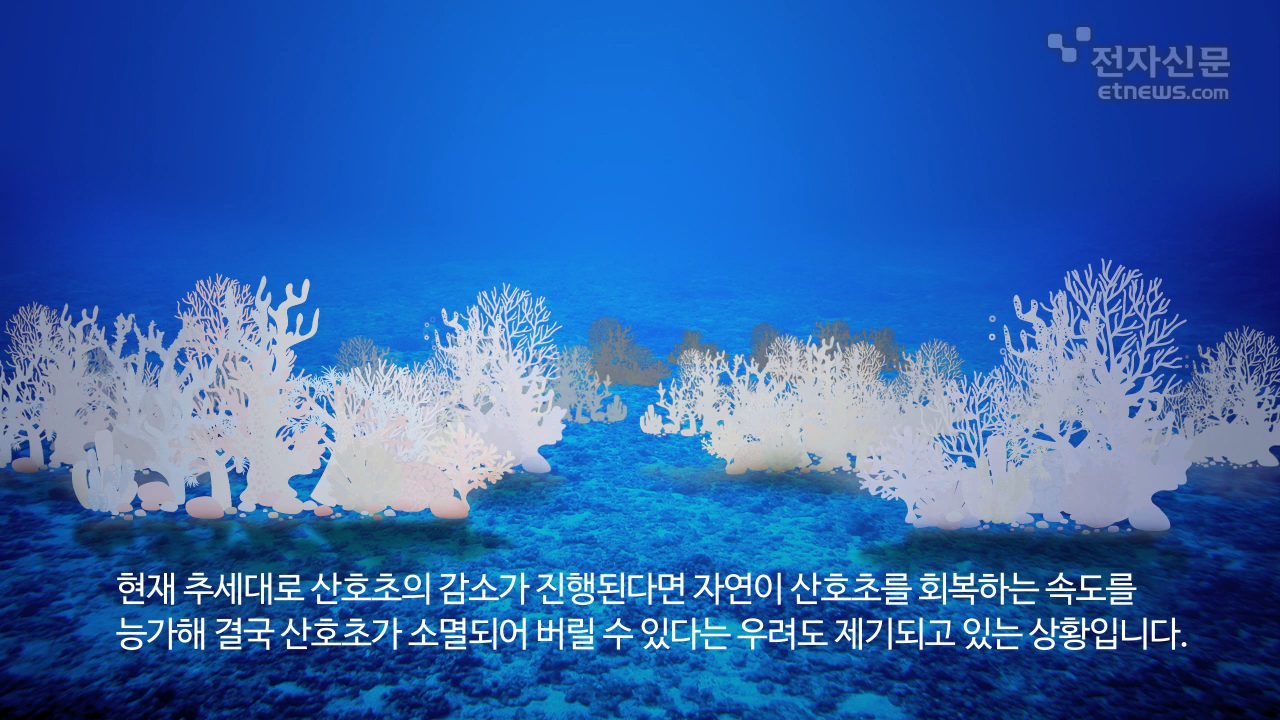 전자신문
etnews.com
현재 추세대로 산호초의 감소가 진행된다면 자연이 산호초를 회복하는 속도를
능가해 결국 산호초가 소멸되어 버릴 수 있다는 우려도 제기되고 있는 상황입니다.